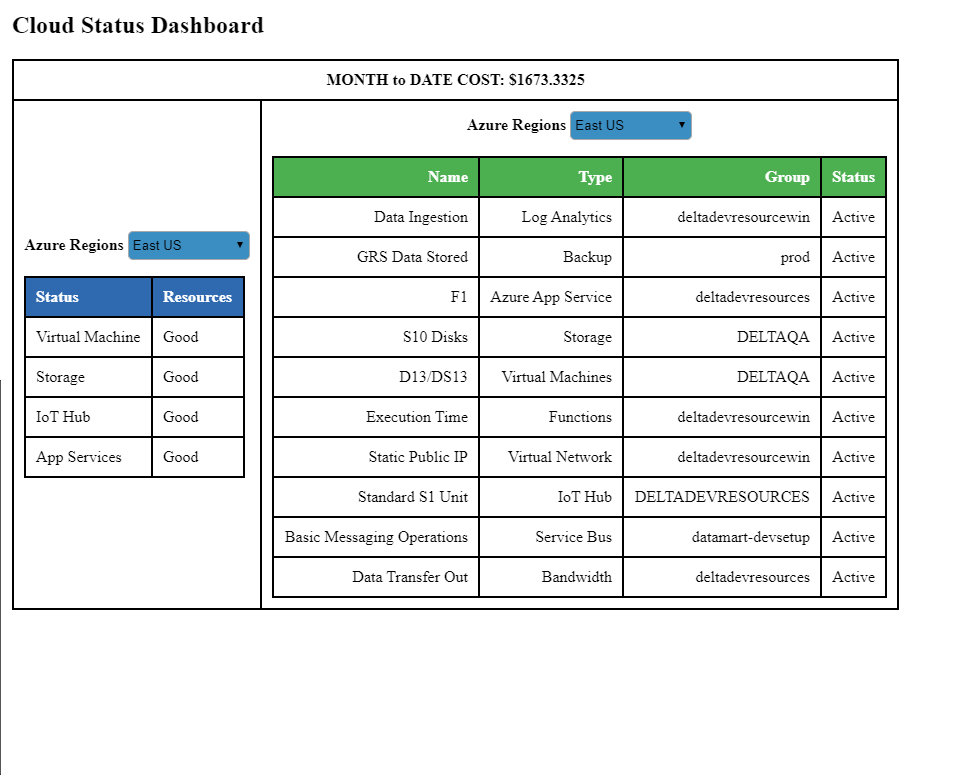 Cloud Status Dashboard
MONTH to DATE COST: $1673.3325
Azure Regions East US
Status Resources
Virtual Machine Good
Storage Good
IoT Hub Good
App Services Good
Azure Regions East US
Name Type Group Status
Data Ingestion Log Analytics deltadevresourcewin Active
GRS Data Stored Backup prod Active
F1 Azure App Service deltadevresources Active
S10 Disks Storage DELTAQA Active
D13/DS13 Virtual Machines DELTAQA Active
Execution Time Functions deltadevresourcewin Active
Static Public IP Virtual Network deltadevresourcewin Active
Standard S1 Unit IoT Hub DELTADEVRESOURCES Active
Basic Messaging Operations Service Bus datamart-devsetup Active
Data Transfer Out Bandwidth deltadevresources Active